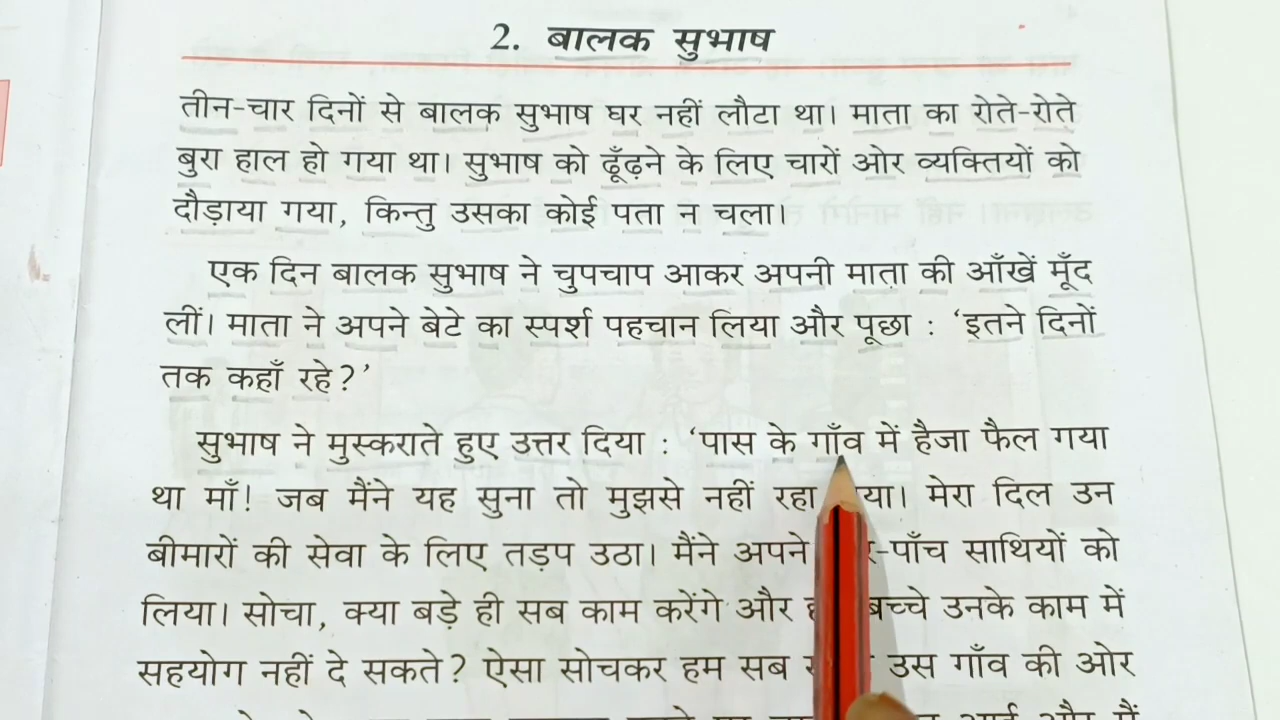 2. बालक सुभाष
तीन-चार दिनों से बालक सुभाष घर नहीं लौटा था। माता का रोते-रोते
बुरा हाल हो गया था। सुभाष को ढूँढ़ने के लिए चारों ओर व्यक्तियों को
दौड़ाया गया, किन्तु उसका कोई पता न चला।
एक दिन बालक सुभाष ने चुपचाप आकर अपनी माता की आँखें मूँद
लीं। माता ने अपने बेटे का स्पर्श पहचान लिया और पूछा : ‘इतने दिनों
तक कहाँ रहे?’
सुभाष ने मुस्कराते हुए उत्तर दिया : ‘पास के गाँव में हैजा फैल गया
था माँ! जब मैंने यह सुना तो मुझसे नहीं रहा मेरा दिल उन
बीमारों की सेवा के लिए तड़प उठा। मैंने अपने पाँच साथियों को
लिया। सोचा, क्या बड़े ही सब काम करेंगे और बच्चे उनके काम में
सहयोग नहीं दे सकते? ऐसा सोचकर हम सब उस गाँव की ओर